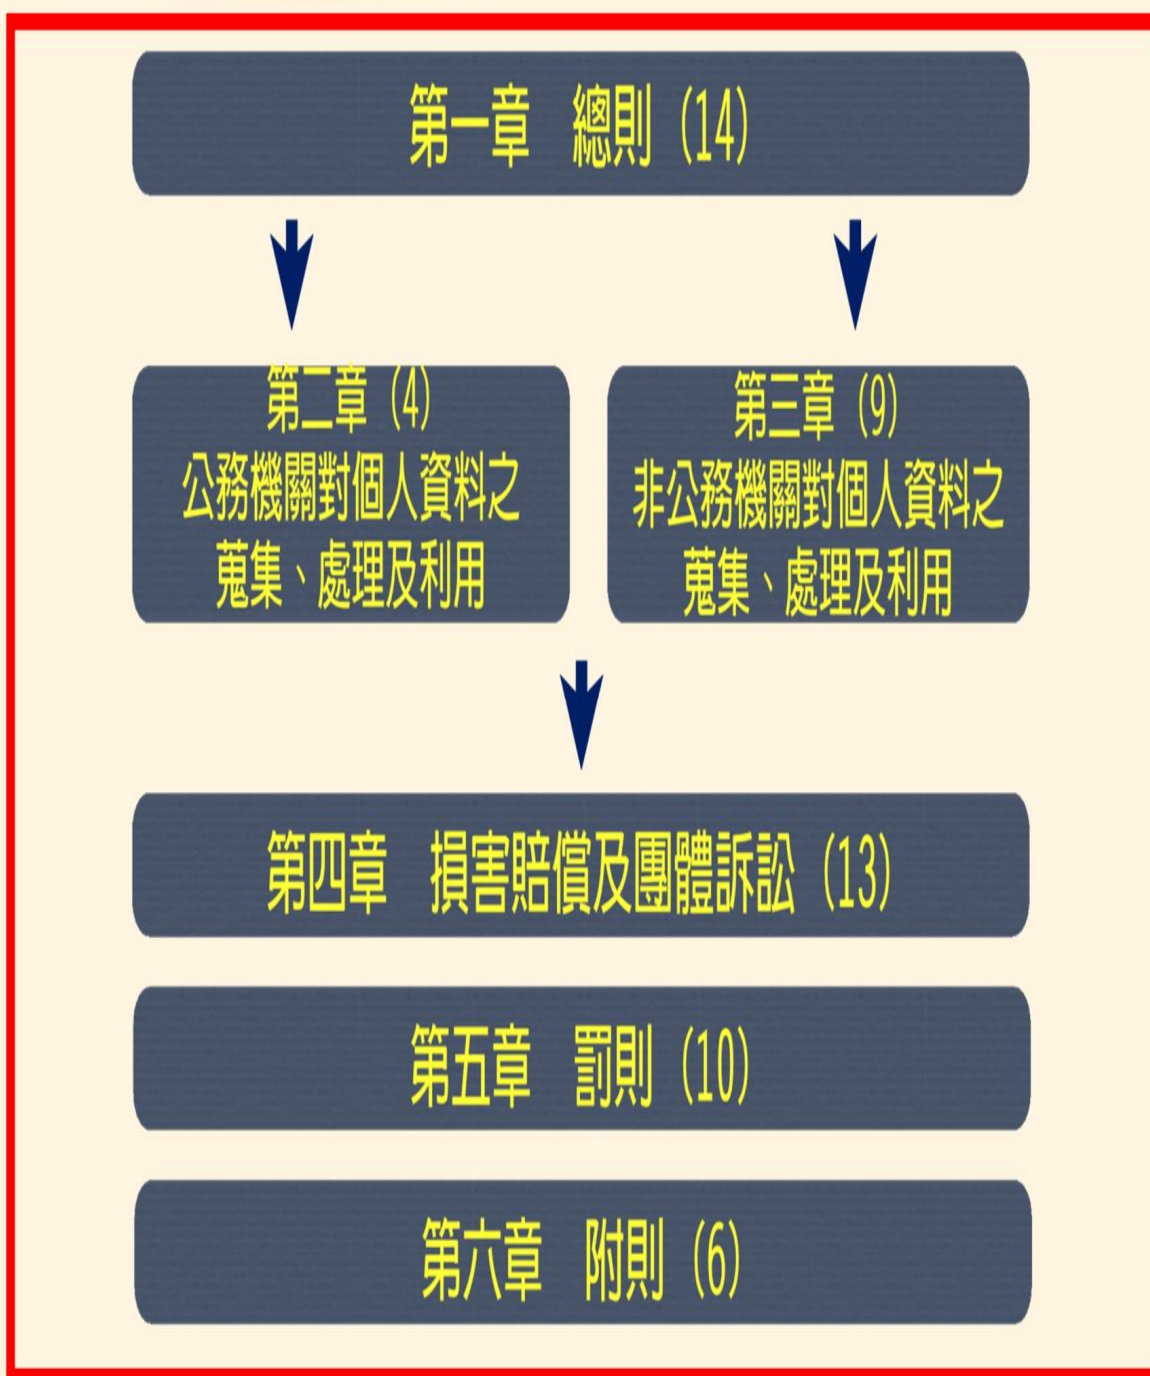 第一章　總則（14）
第二章（4）
公務機關對個人資料之
蒐集、處理及利用
第三章（9）
非公務機關對個人資料之
蒐集、處理及利用
第四章　損害賠償及團體訴訟（13）
第五章　罰則（10）
第六章　附則（6）